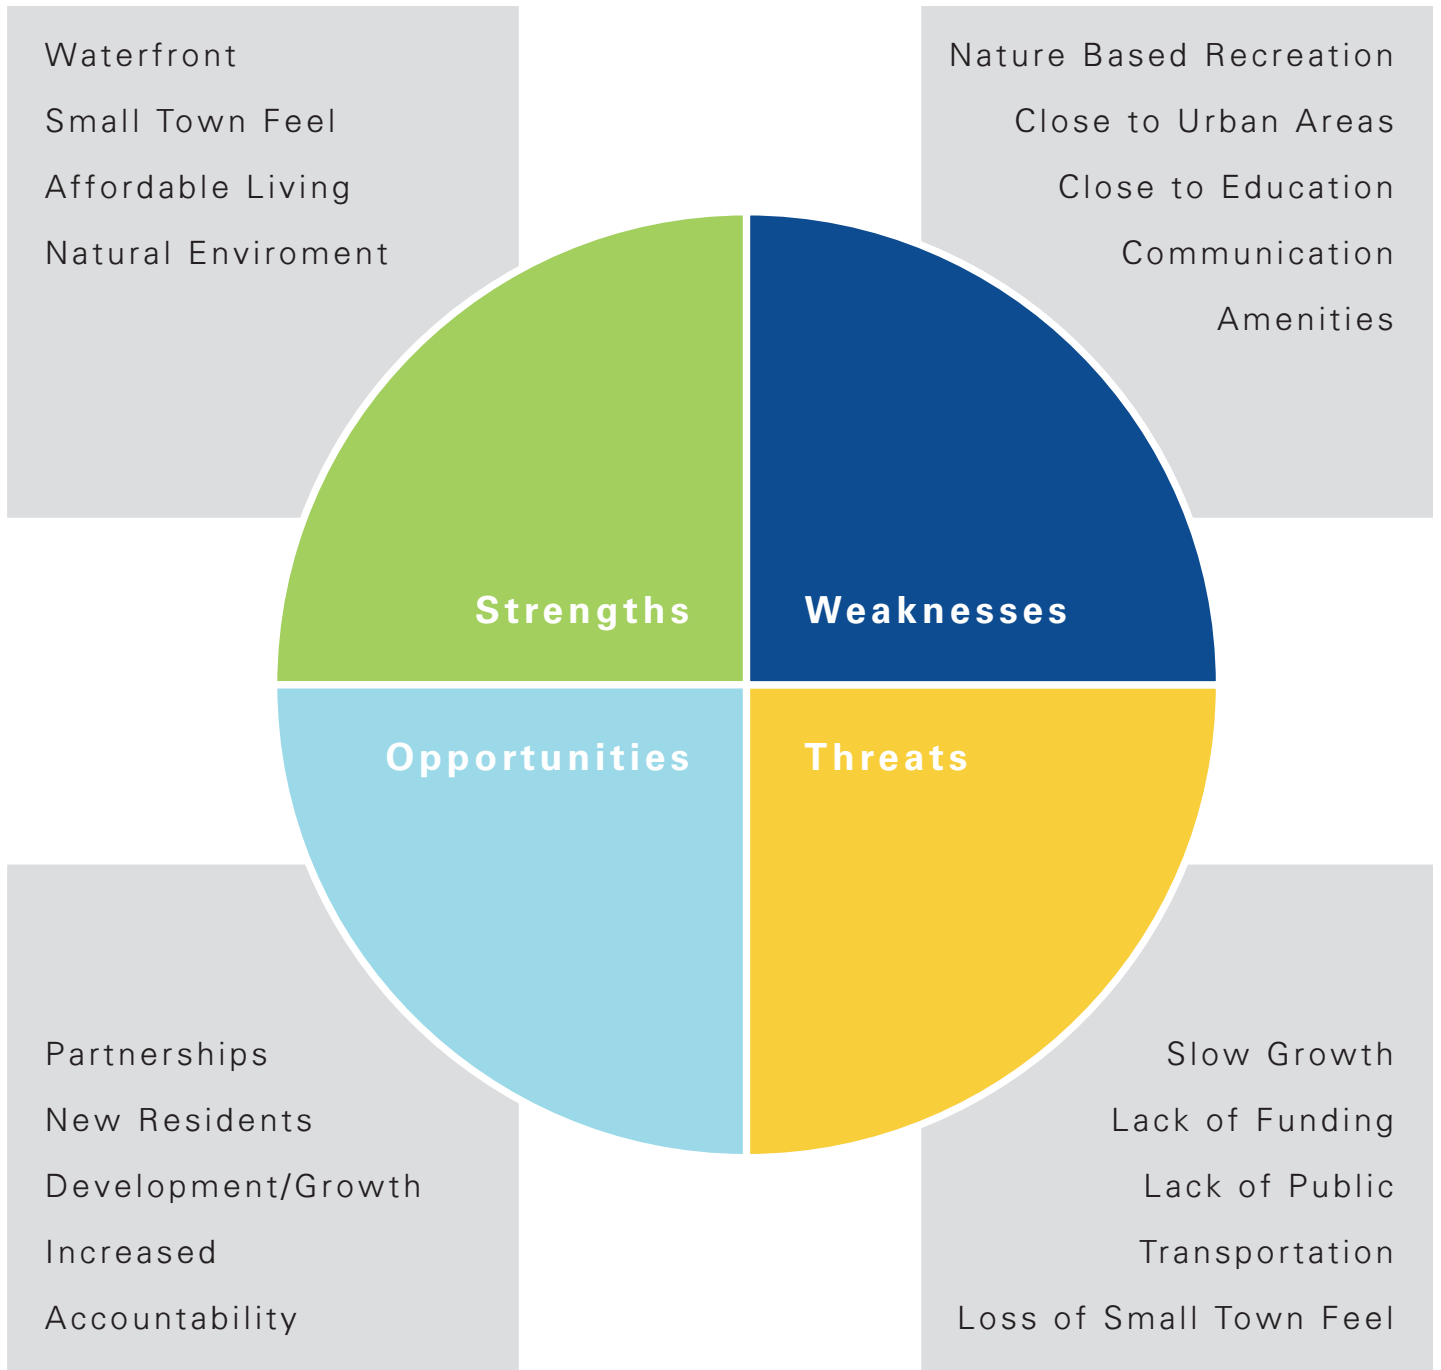 Waterfront
Small Town Feel
Affordable Living
Natural Enviroment
Nature Based Recreation
Close to Urban Areas
Close to Education
Communication
Amenities
Strengths
Weaknesses
Opportunities
Threats
Partnerships
New Residents
Development/Growth
Increased
Accountability
Slow Growth
Lack of Funding
Lack of Public
Transportation
Loss of Small Town Feel